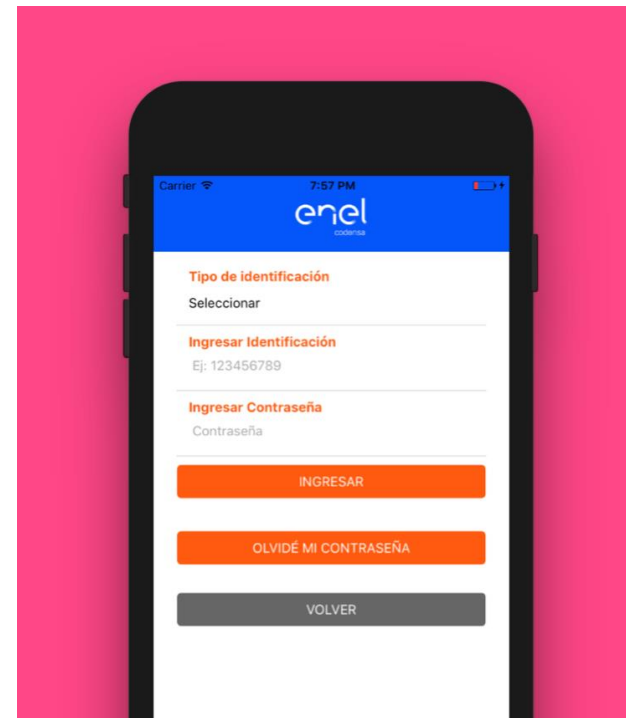 Carrier 7:57 PM
enel
codensa
Tipo de identificación
Seleccionar
Ingresar Identificación
Ej: 123456789
Ingresar Contraseña
Contraseña
INGRESAR
OLVIDÉ MI CONTRASEÑA
VOLVER